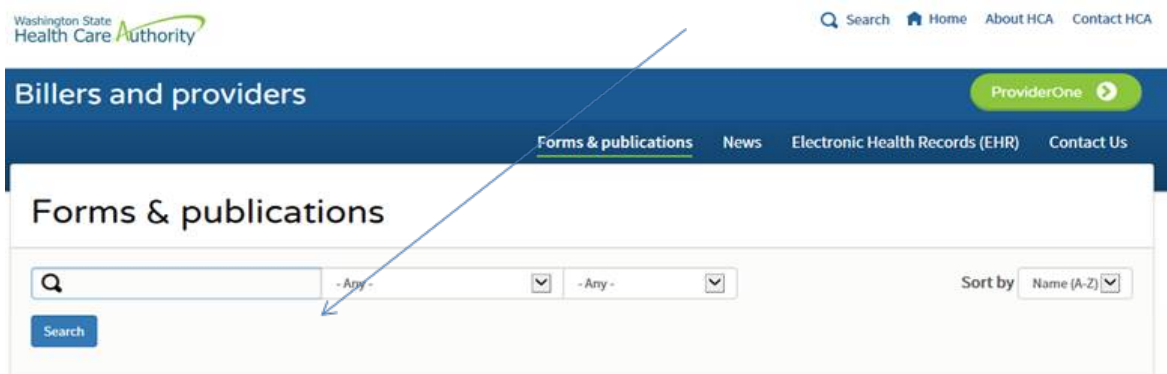 Washington State
Health Care Authority
Search Home About HCA Contact HCA
Billers and providers
ProviderOne
Forms & publications News Electronic Health Records (EHR) Contact Us
Forms & publications
- Any - - Any - Sort by Name (A-Z)
Search